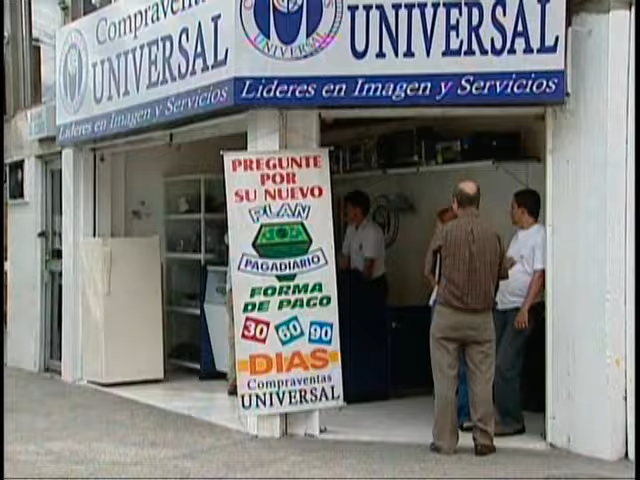 Compraventas
UNIVERSAL
Lideres en Imagen y Servicios
UNIVERSAL
UNIVERSAL
Lideres en Imagen y Servicios
PREGUNTE
POR
SU NUEVO
PLAN
PAGADIARIO
FORMA
DE PAGO
30 60 90
DIAS
Compraventas
UNIVERSAL